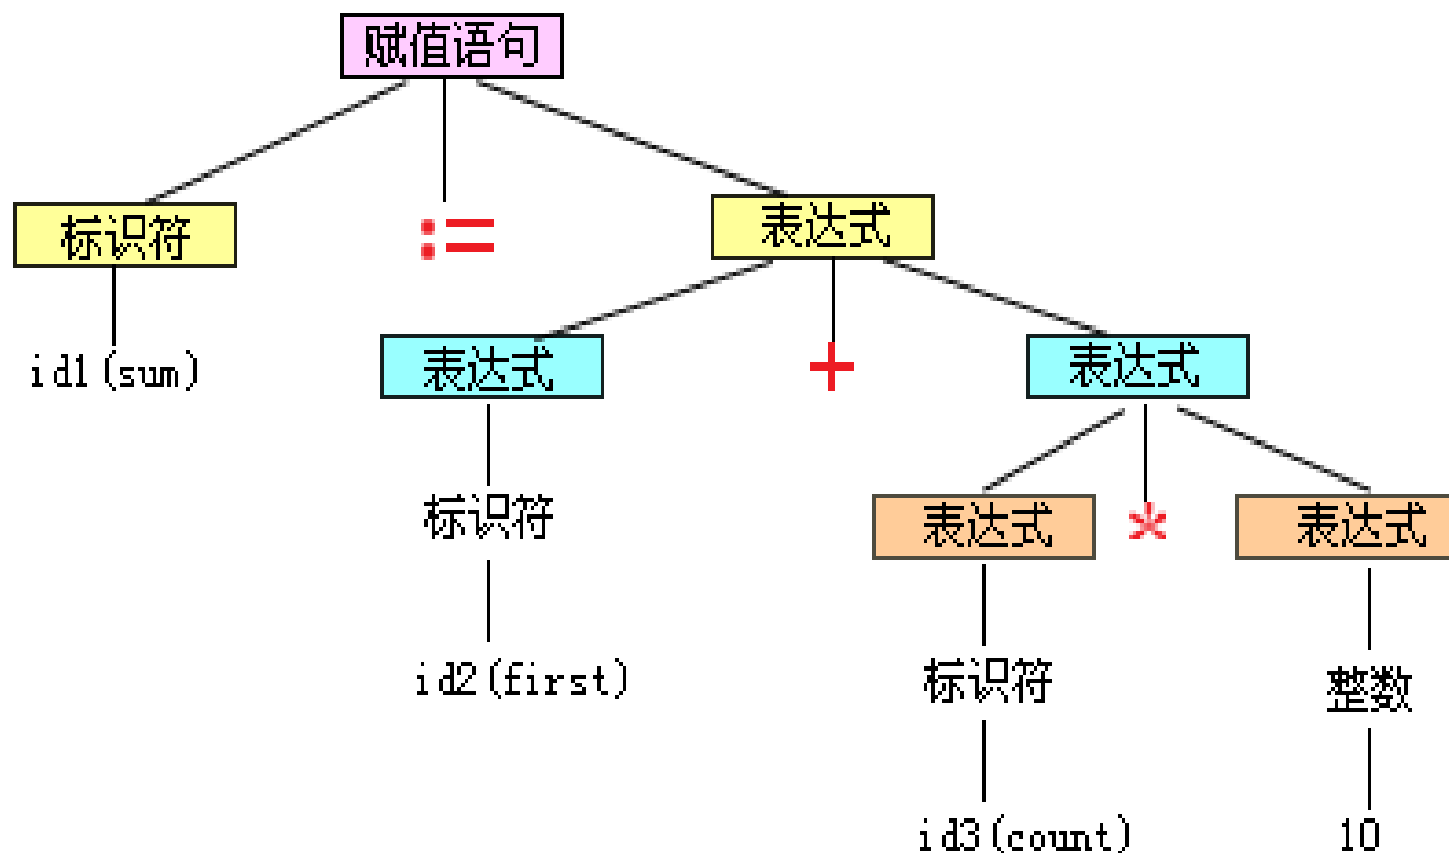 赋值语句
标识符 := 表达式
id1(sum) 表达式 + 表达式
标识符 表达式 * 表达式
id2(first) 标识符 整数
id3(count) 10